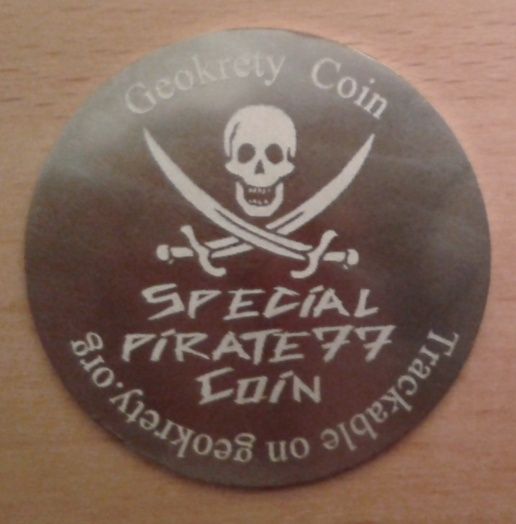 Geokrety Coin
SPECiAL
PiRATE77
COiN
Trackable on geokrety.org